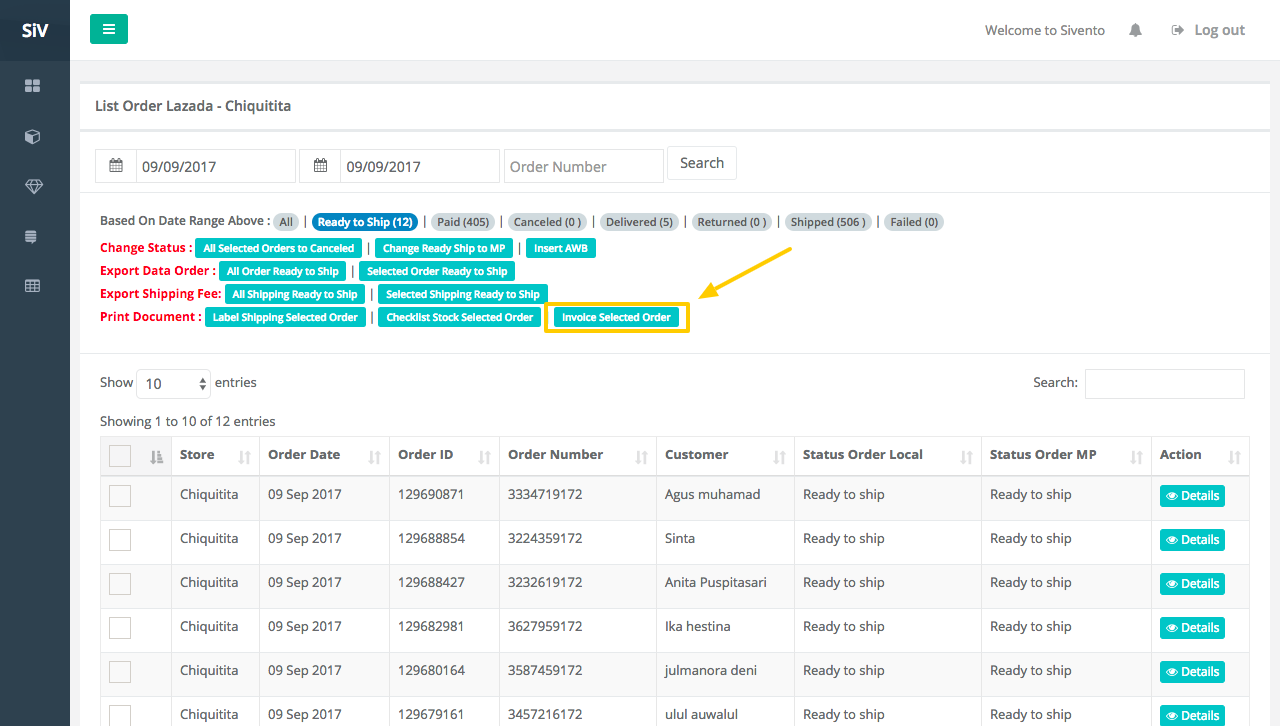 SiV
Welcome to Sivento Log out
List Order Lazada - Chiquitita
09/09/2017 09/09/2017 Order Number Search
Based On Date Range Above : All | Ready to Ship (12) | Paid (405) | Canceled (0 ) | Delivered (5) | Returned (0 ) | Shipped (506 ) | Failed (0)
Change Status : All Selected Orders to Canceled | Change Ready Ship to MP | Insert AWB
Export Data Order : All Order Ready to Ship | Selected Order Ready to Ship
Export Shipping Fee: All Shipping Ready to Ship | Selected Shipping Ready to Ship
Print Document : Label Shipping Selected Order | Checklist Stock Selected Order Invoice Selected Order
Show 10 entries Search:
Showing 1 to 10 of 12 entries
Store Order Date Order ID Order Number Customer Status Order Local Status Order MP Action
Chiquitita 09 Sep 2017 129690871 3334719172 Agus muhamad Ready to ship Ready to ship Details
Chiquitita 09 Sep 2017 129688854 3224359172 Sinta Ready to ship Ready to ship Details
Chiquitita 09 Sep 2017 129688427 3232619172 Anita Puspitasari Ready to ship Ready to ship Details
Chiquitita 09 Sep 2017 129682981 3627959172 Ika hestina Ready to ship Ready to ship Details
Chiquitita 09 Sep 2017 129680164 3587459172 julmanora deni Ready to ship Ready to ship Details
Chiquitita 09 Sep 2017 129679161 3457216172 ulul auwalul Ready to ship Ready to ship Details